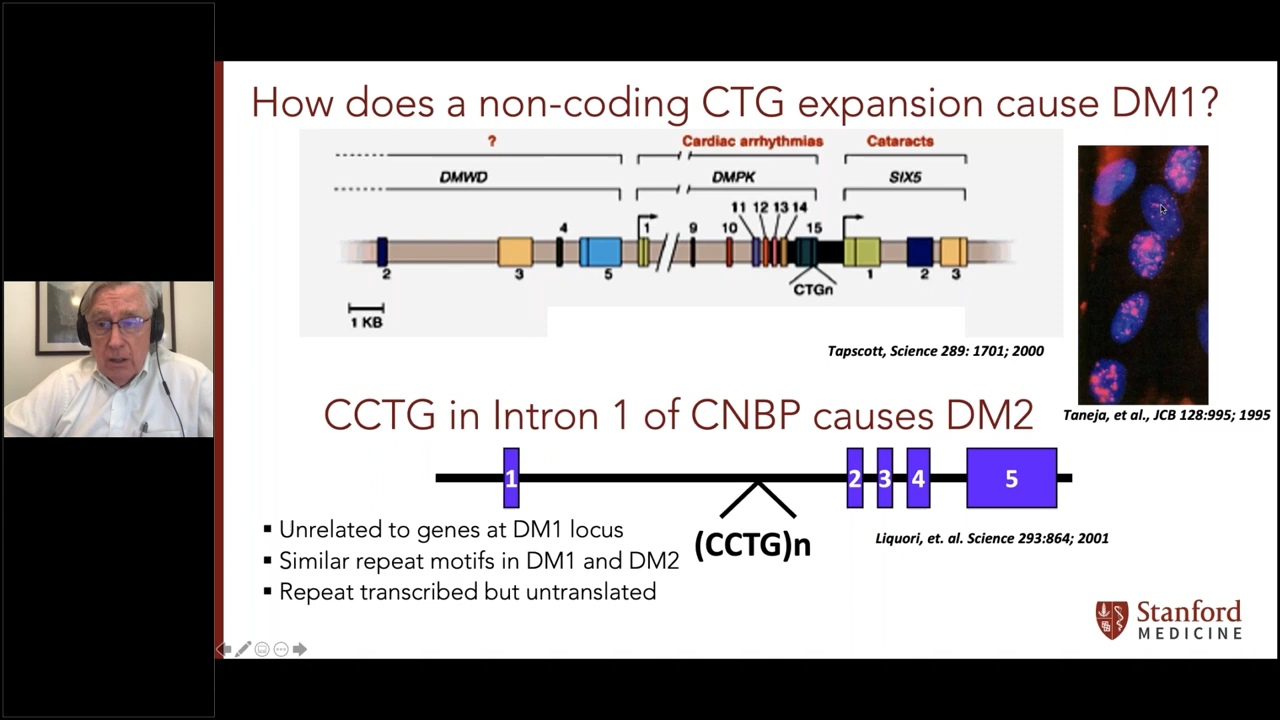 How does a non-coding CTG expansion cause DM1?
? Cardiac arrhythmias Cataracts
DMWD DMPK SIX5
11 12 13 14
4 1 9 10 15
2 3 5 1 2 3
CTGn
1 KB
Tapscott, Science 289: 1701; 2000
Taneja, et al., JCB 128:995; 1995
CCTG in Intron 1 of CNBP causes DM2
1 2 3 4 5
(CCTG)n
Liquori, et. al. Science 293:864; 2001
▪ Unrelated to genes at DM1 locus
▪ Similar repeat motifs in DM1 and DM2
▪ Repeat transcribed but untranslated
Stanford
MEDICINE